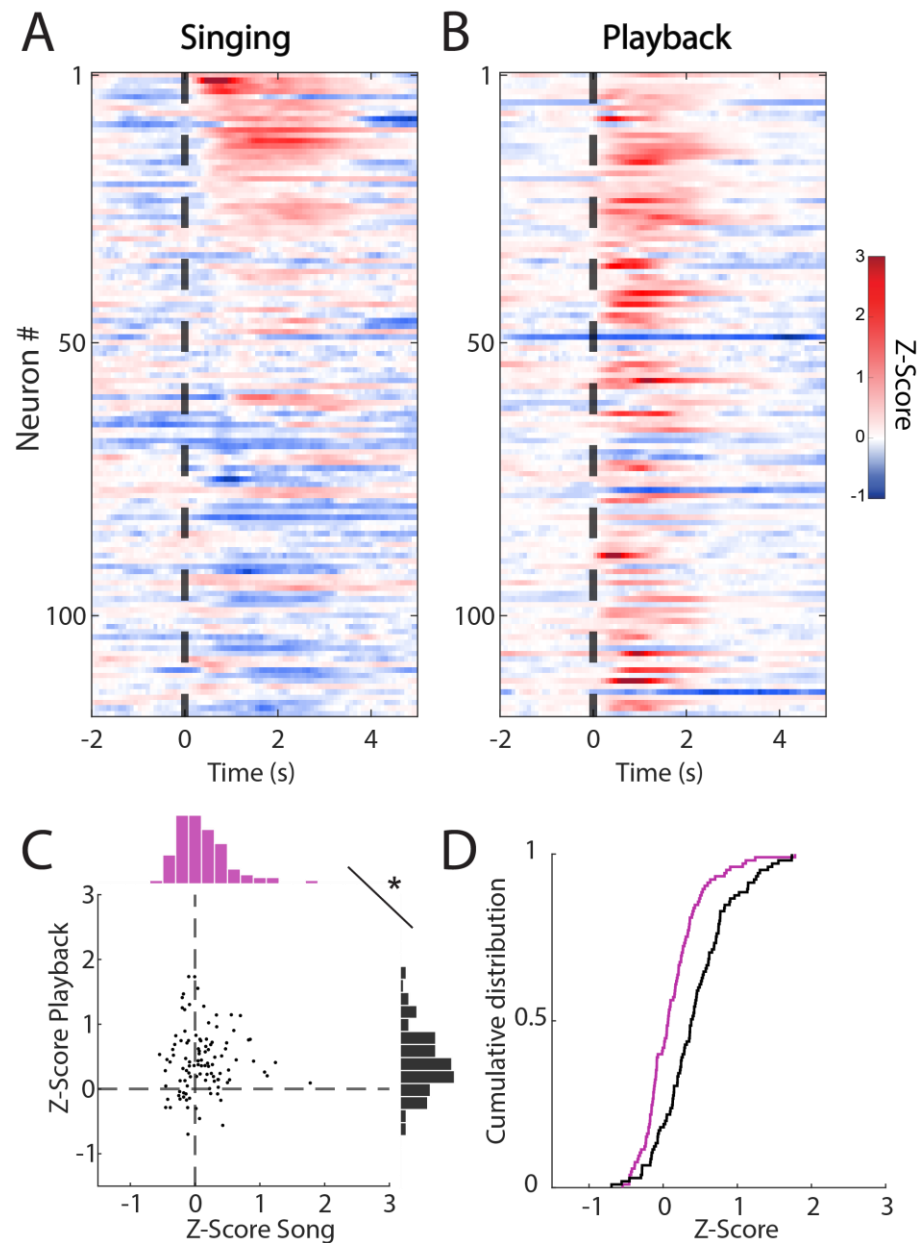 A
Singing
B
Playback
1
50
100
Neuron #
-2
0
2
4
Time (s)
1
50
100
-2
0
2
4
Time (s)
3
2
1
0
-1
Z-Score
C
*
3
2
1
0
-1
Z-Score Playback
-1
0
1
2
3
Z-Score Song
D
1
0.5
0
Cumulative distribution
-1
0
1
2
3
Z-Score